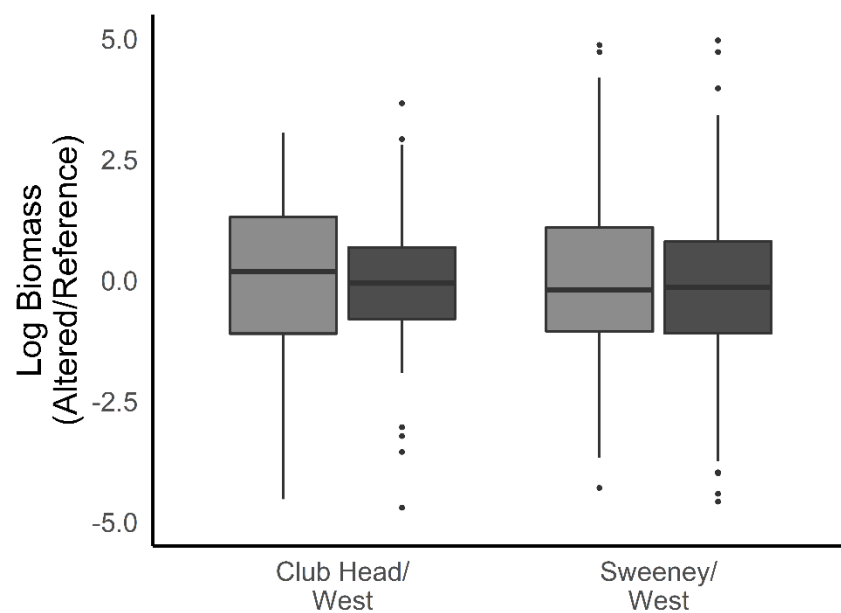 Log Biomass
(Altered/Reference)
5.0
2.5
0.0
-2.5
-5.0
Club Head/
West
Sweeney/
West